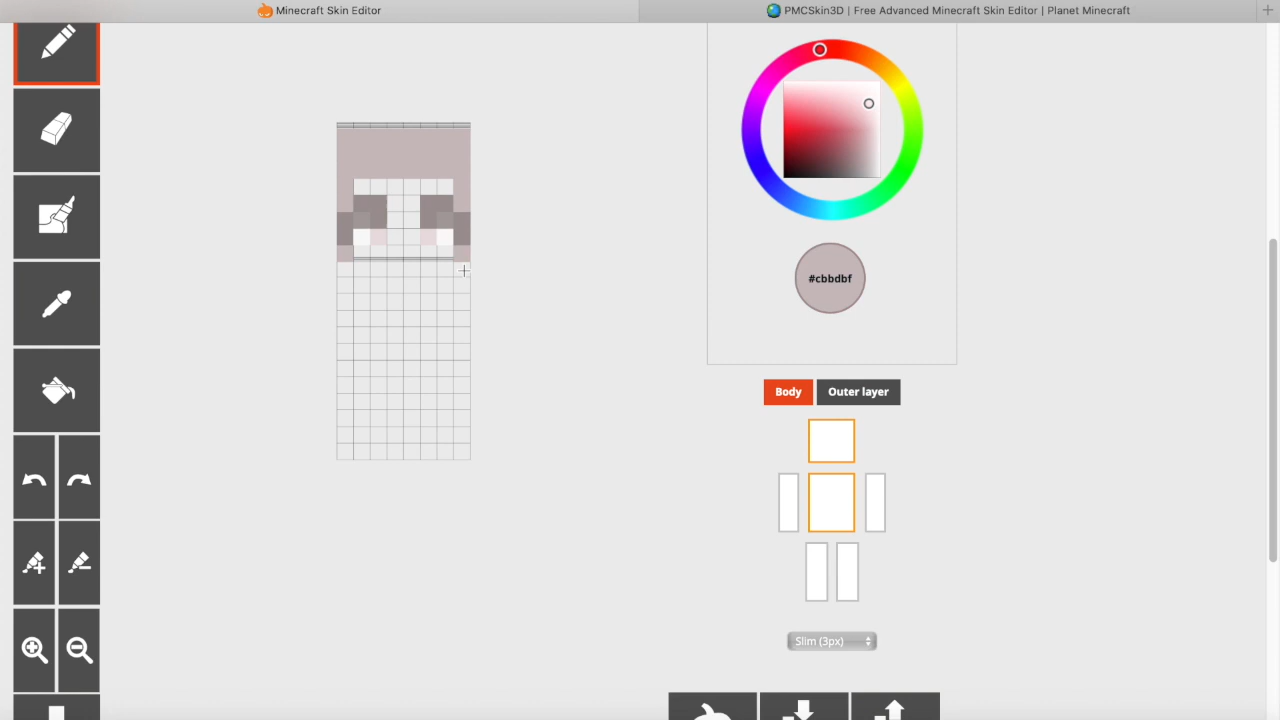 Minecraft Skin Editor
PMCSkin3D | Free Advanced Minecraft Skin Editor | Planet Minecraft
#cbbdbf
Body
Outer layer
Slim (3px)